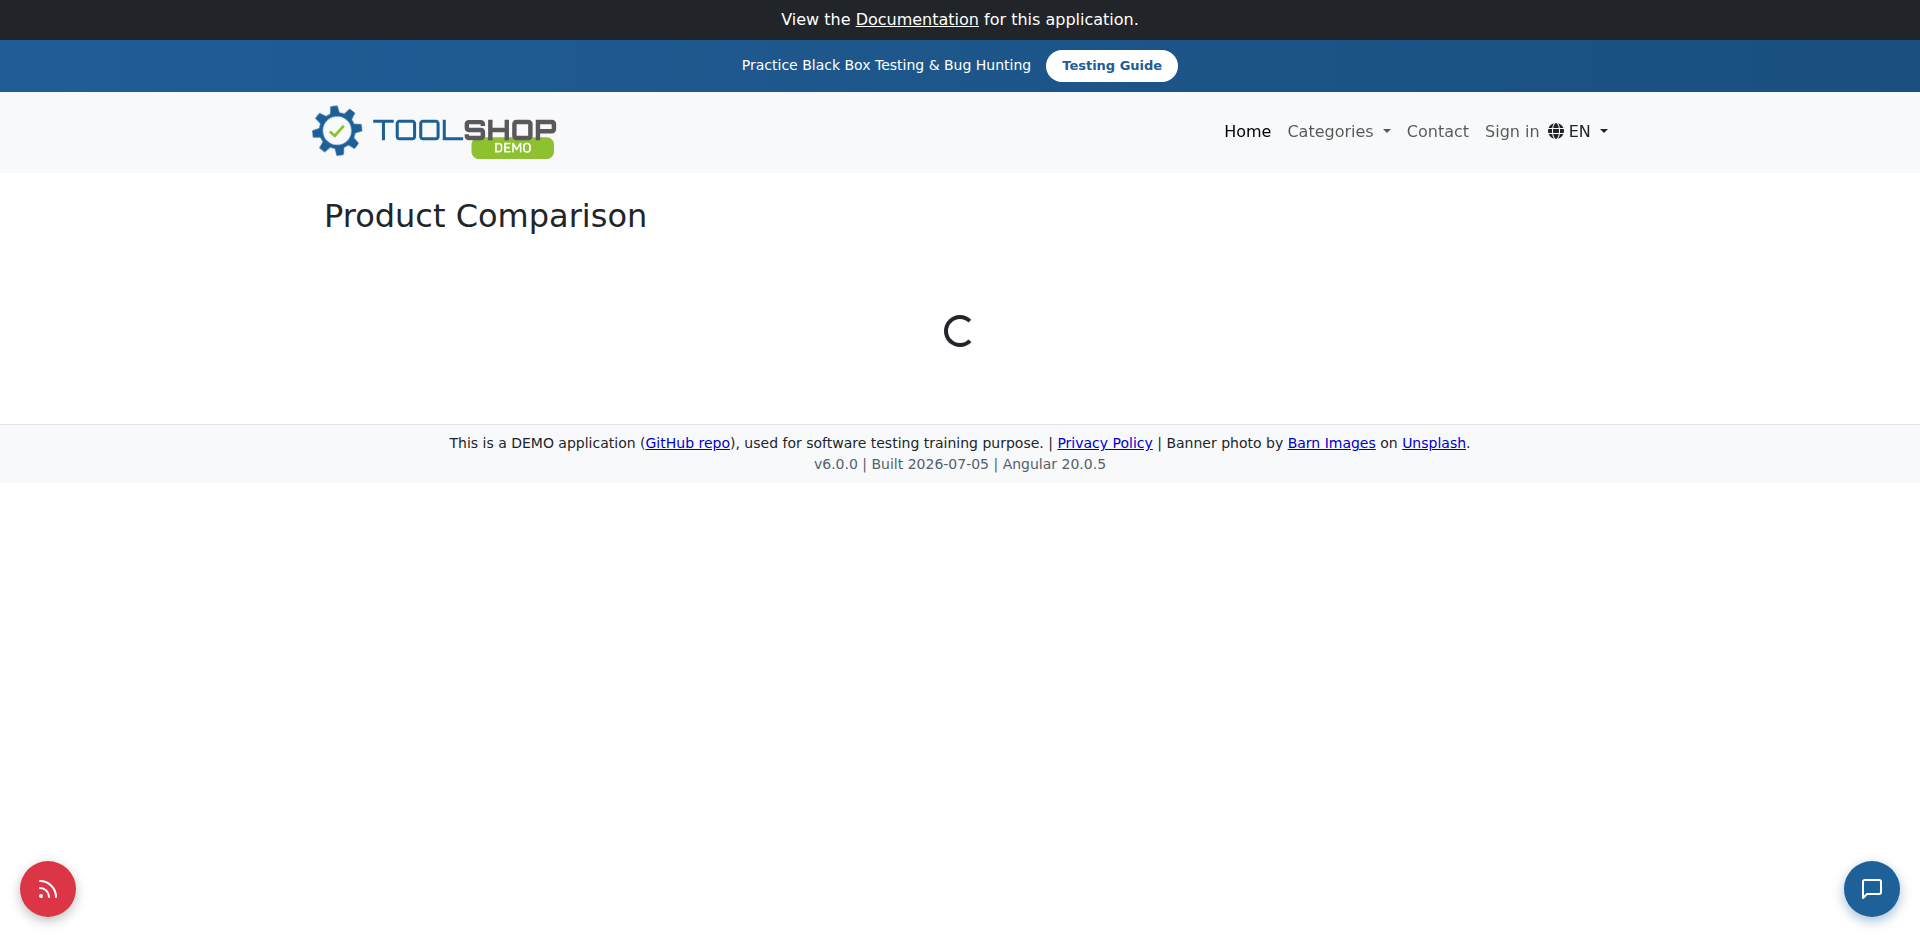 View the Documentation for this application.
Practice Black Box Testing & Bug Hunting Testing Guide
TOOLSHOP
DEMO
Home Categories Contact Sign in EN
Product Comparison
This is a DEMO application (GitHub repo), used for software testing training purpose. | Privacy Policy | Banner photo by Barn Images on Unsplash.
v6.0.0 | Built 2026-07-05 | Angular 20.0.5